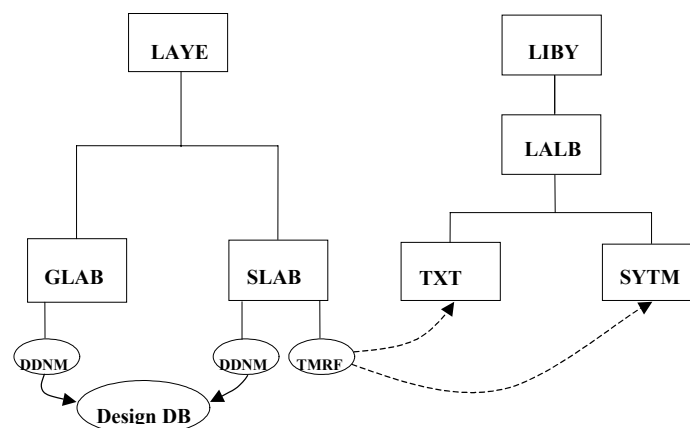 LAYE
LIBY
LALB
GLAB
SLAB
TXT
SYTM
DDNM
DDNM
TMRF
Design DB